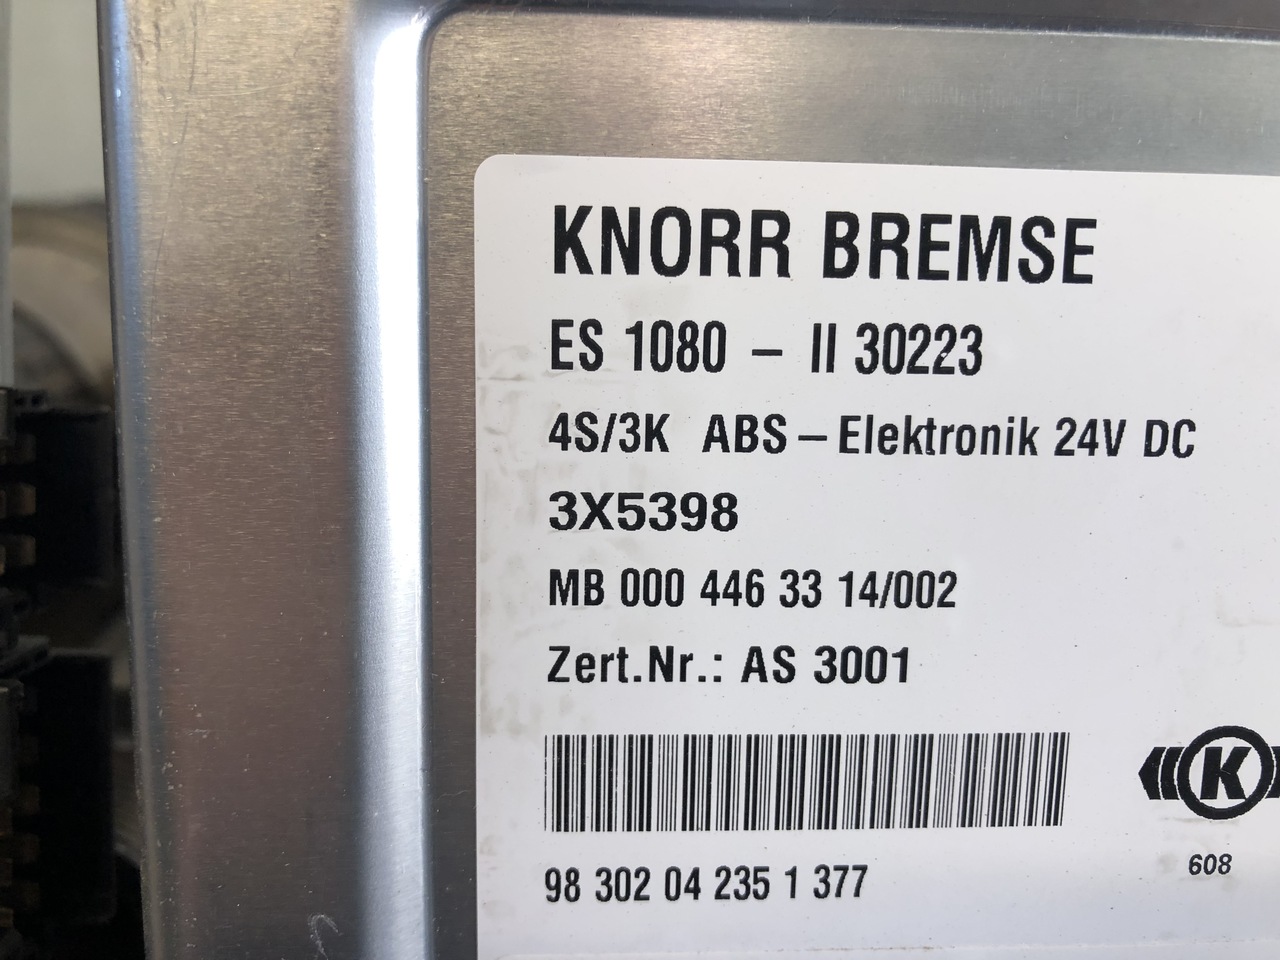 KNORR BREMSE
ES 1080 – II 30223
4S/3K ABS – Elektronik 24V DC
3X5398
MB 000 446 33 14/002
Zert.Nr.: AS 3001
K
98 302 04 235 1 377
608